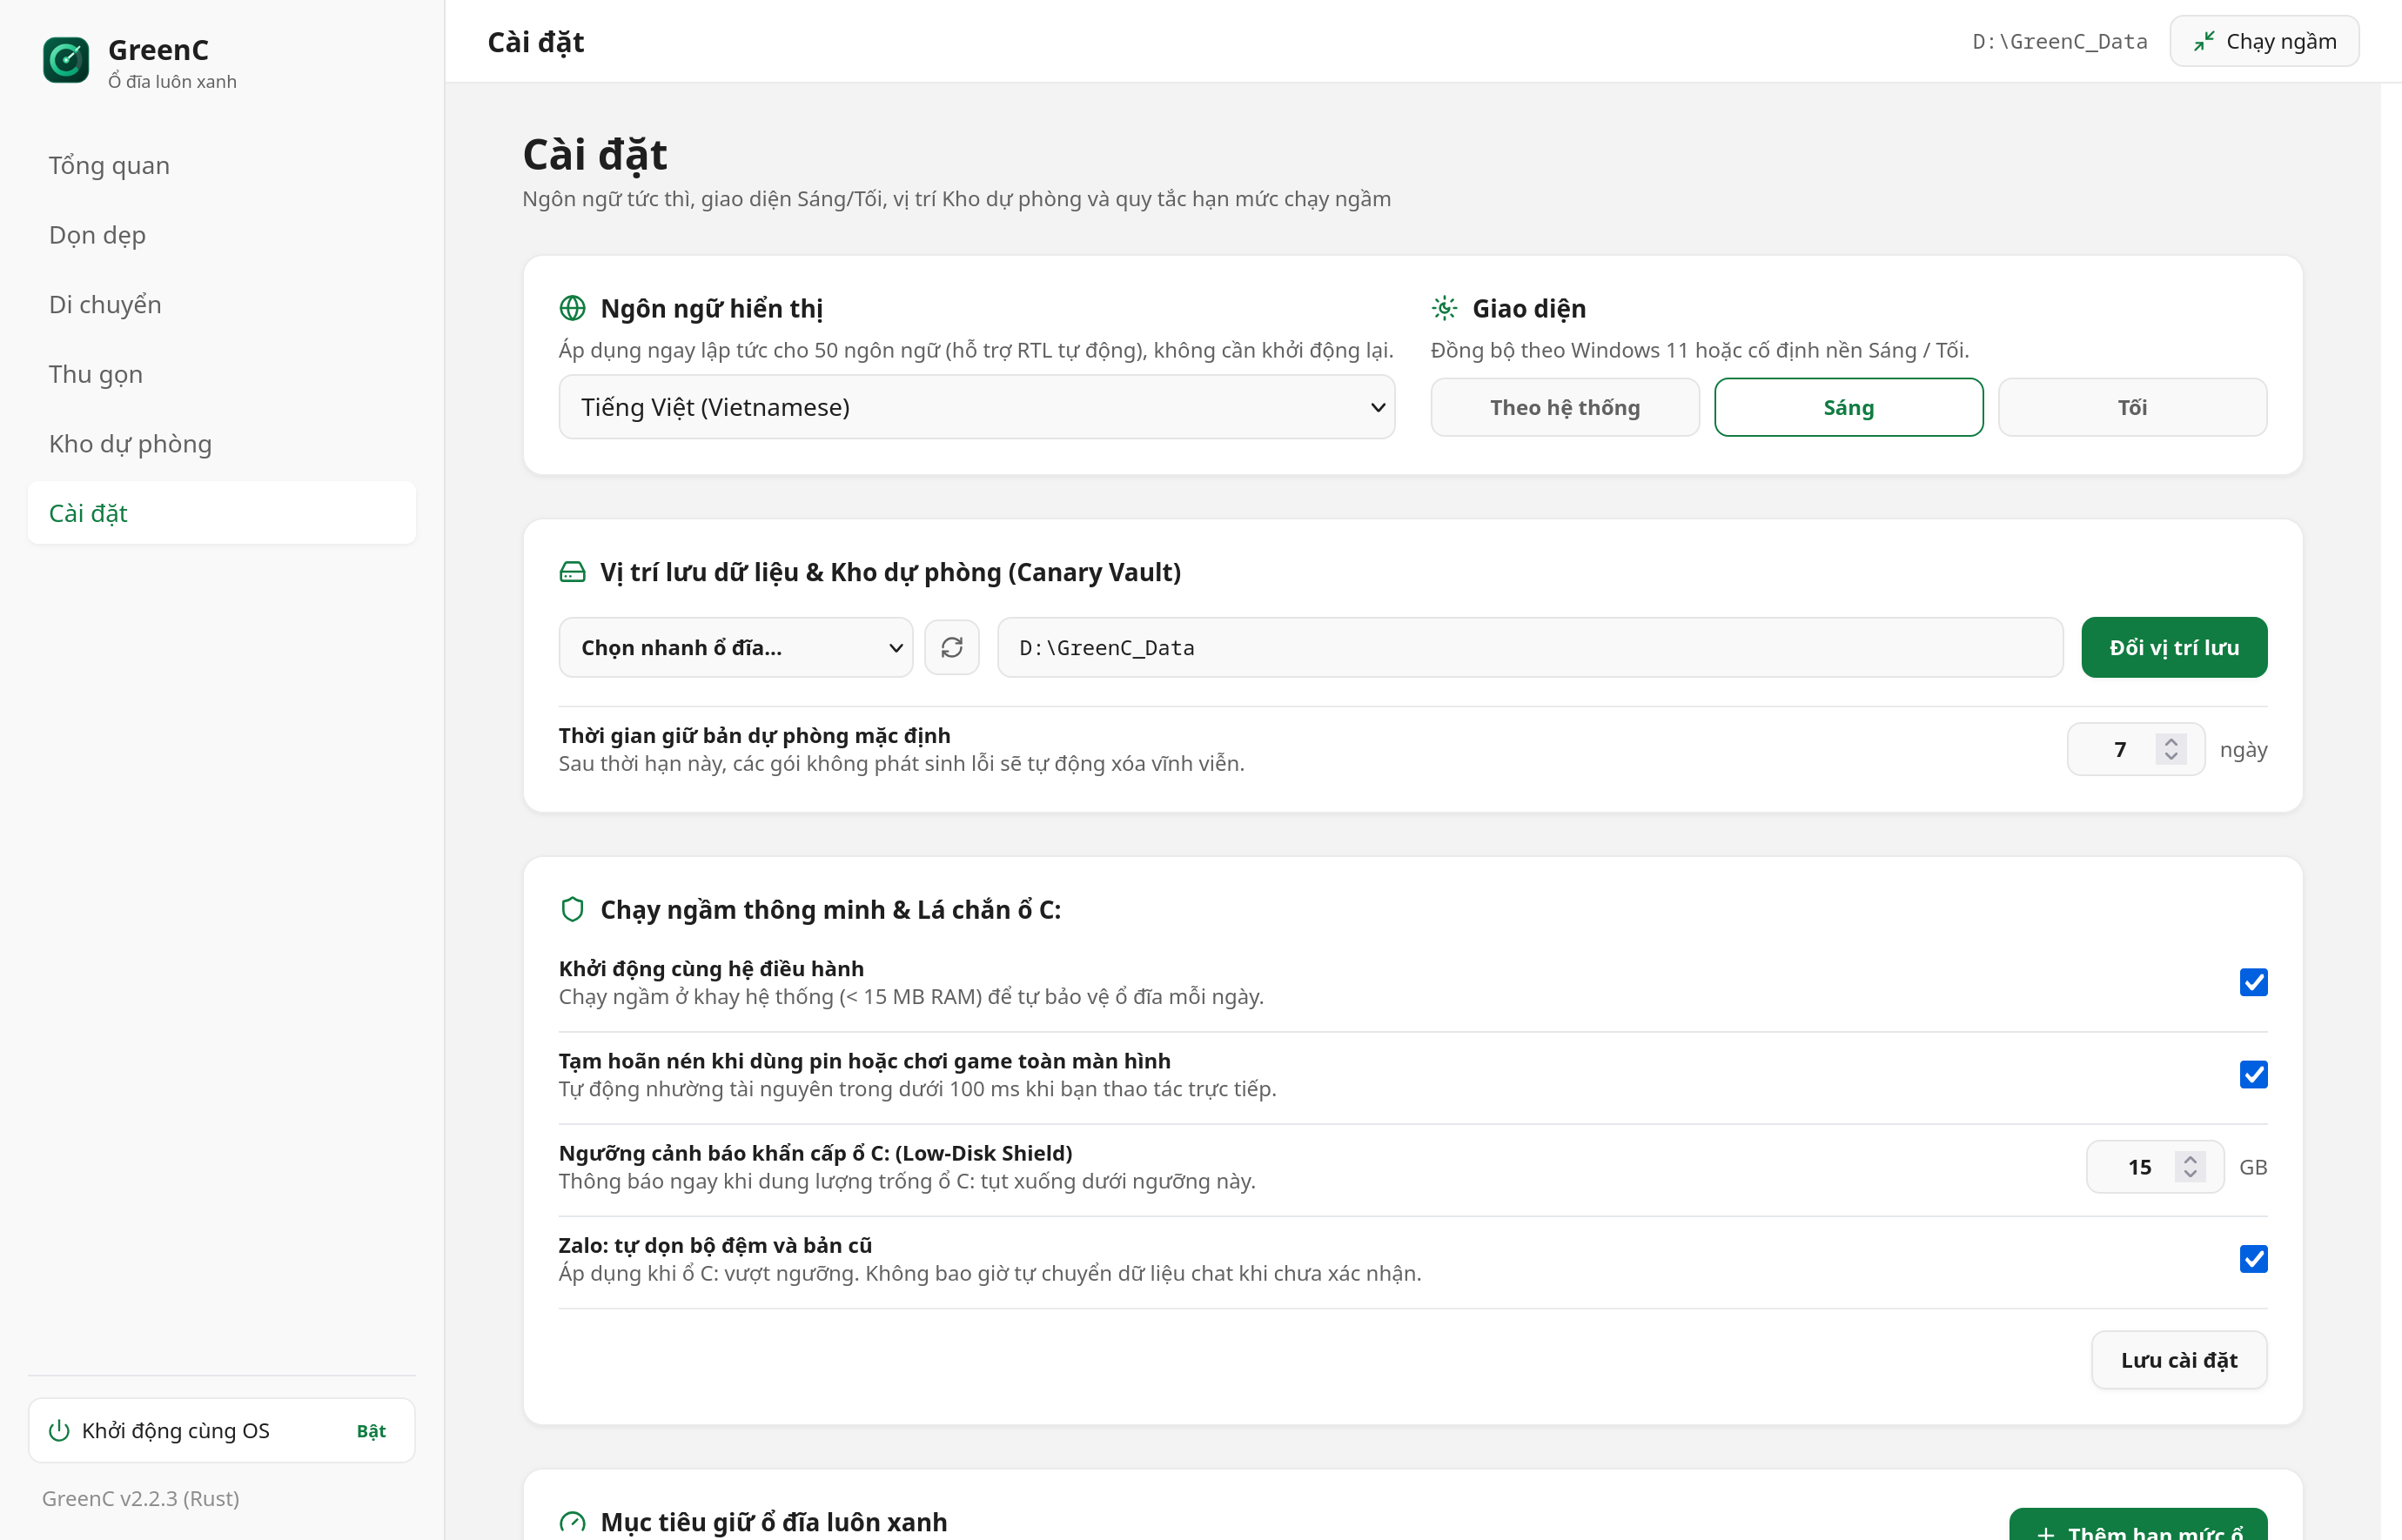 GreenC
Ổ đĩa luôn xanh
Tổng quan
Dọn dẹp
Di chuyển
Thu gọn
Kho dự phòng
Cài đặt
Khởi động cùng OS
Bật
GreenC v2.2.3 (Rust)
Cài đặt
D:\GreenC_Data
Chạy ngầm
Cài đặt
Ngôn ngữ tức thì, giao diện Sáng/Tối, vị trí Kho dự phòng và quy tắc hạn mức chạy ngầm
Ngôn ngữ hiển thị
Áp dụng ngay lập tức cho 50 ngôn ngữ (hỗ trợ RTL tự động), không cần khởi động lại.
Tiếng Việt (Vietnamese)
Giao diện
Đồng bộ theo Windows 11 hoặc cố định nền Sáng / Tối.
Theo hệ thống
Sáng
Tối
Vị trí lưu dữ liệu & Kho dự phòng (Canary Vault)
Chọn nhanh ổ đĩa...
D:\GreenC_Data
Đổi vị trí lưu
Thời gian giữ bản dự phòng mặc định
Sau thời hạn này, các gói không phát sinh lỗi sẽ tự động xóa vĩnh viễn.
7
ngày
Chạy ngầm thông minh & Lá chắn ổ C:
Khởi động cùng hệ điều hành
Chạy ngầm ở khay hệ thống (< 15 MB RAM) để tự bảo vệ ổ đĩa mỗi ngày.
Tạm hoãn nén khi dùng pin hoặc chơi game toàn màn hình
Tự động nhường tài nguyên trong dưới 100 ms khi bạn thao tác trực tiếp.
Ngưỡng cảnh báo khẩn cấp ổ C: (Low-Disk Shield)
Thông báo ngay khi dung lượng trống ổ C: tụt xuống dưới ngưỡng này.
15
GB
Zalo: tự dọn bộ đệm và bản cũ
Áp dụng khi ổ C: vượt ngưỡng. Không bao giờ tự chuyển dữ liệu chat khi chưa xác nhận.
Lưu cài đặt
Mục tiêu giữ ổ đĩa luôn xanh
Thêm hạn mức ổ